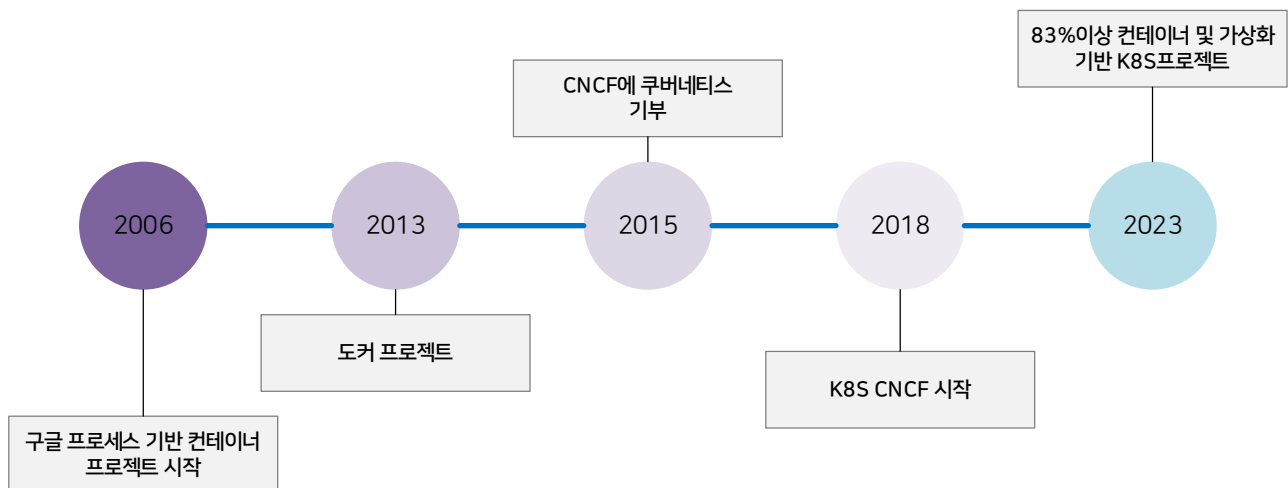 83%이상 컨테이너 및 가상화
기반 K8S프로젝트
CNCF에 쿠버네티스
기부
2006
2013
2015
2018
2023
도커 프로젝트
K8S CNCF 시작
구글 프로세스 기반 컨테이너
프로젝트 시작